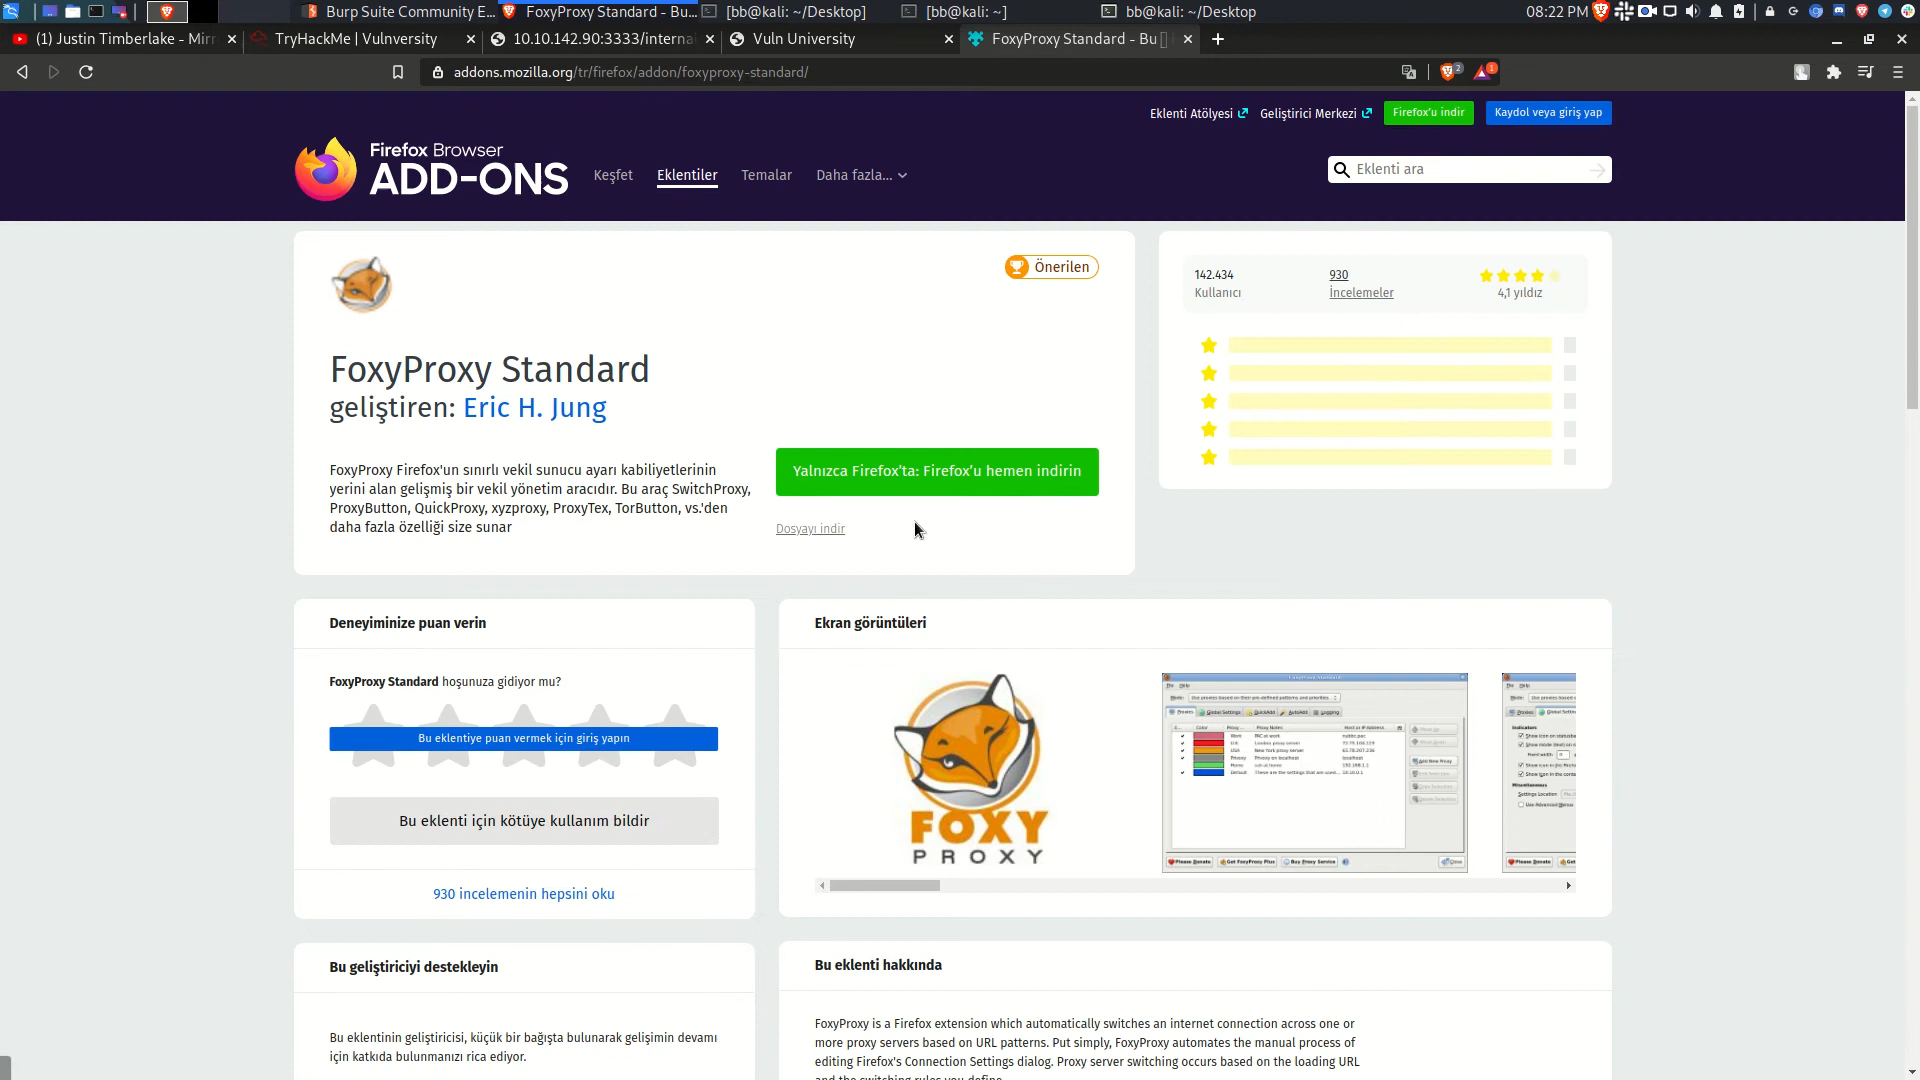 Burp Suite Community E...
FoxyProxy Standard - Bu...
[bb@kali: ~/Desktop]
[bb@kali: ~]
bb@kali: ~/Desktop
08:22 PM
(1) Justin Timberlake - Mirr
TryHackMe | Vulnversity
10.10.142.90:3333/interna
Vuln University
FoxyProxy Standard - Bu
addons.mozilla.org/tr/firefox/addon/foxyproxy-standard/
2
1
Eklenti Atölyesi
Geliştirici Merkezi
Firefox'u indir
Kaydol veya giriş yap
Firefox Browser
ADD-ONS
Keşfet
Eklentiler
Temalar
Daha fazla...
Eklenti ara
Önerilen
FoxyProxy Standard
geliştiren: Eric H. Jung
FoxyProxy Firefox'un sınırlı vekil sunucu ayarı kabiliyetlerinin
yerini alan gelişmiş bir vekil yönetim aracıdır. Bu araç SwitchProxy,
ProxyButton, QuickProxy, xyzproxy, ProxyTex, TorButton, vs.'den
daha fazla özelliği size sunar
Yalnızca Firefox'ta: Firefox'u hemen indirin
Dosyayı indir
142.434
Kullanıcı
930
İncelemeler
4,1 yıldız
Deneyiminize puan verin
FoxyProxy Standard hoşunuza gidiyor mu?
Bu eklentiye puan vermek için giriş yapın
Bu eklenti için kötüye kullanım bildir
930 incelemenin hepsini oku
Ekran görüntüleri
FOXY
PROXY
Bu geliştiriciyi destekleyin
Bu eklentinin geliştiricisi, küçük bir bağışta bulunarak gelişimin devamı
için katkıda bulunmanızı rica ediyor.
Bu eklenti hakkında
FoxyProxy is a Firefox extension which automatically switches an internet connection across one or
more proxy servers based on URL patterns. Put simply, FoxyProxy automates the manual process of
editing Firefox's Connection Settings dialog. Proxy server switching occurs based on the loading URL
and the switching rules you define.